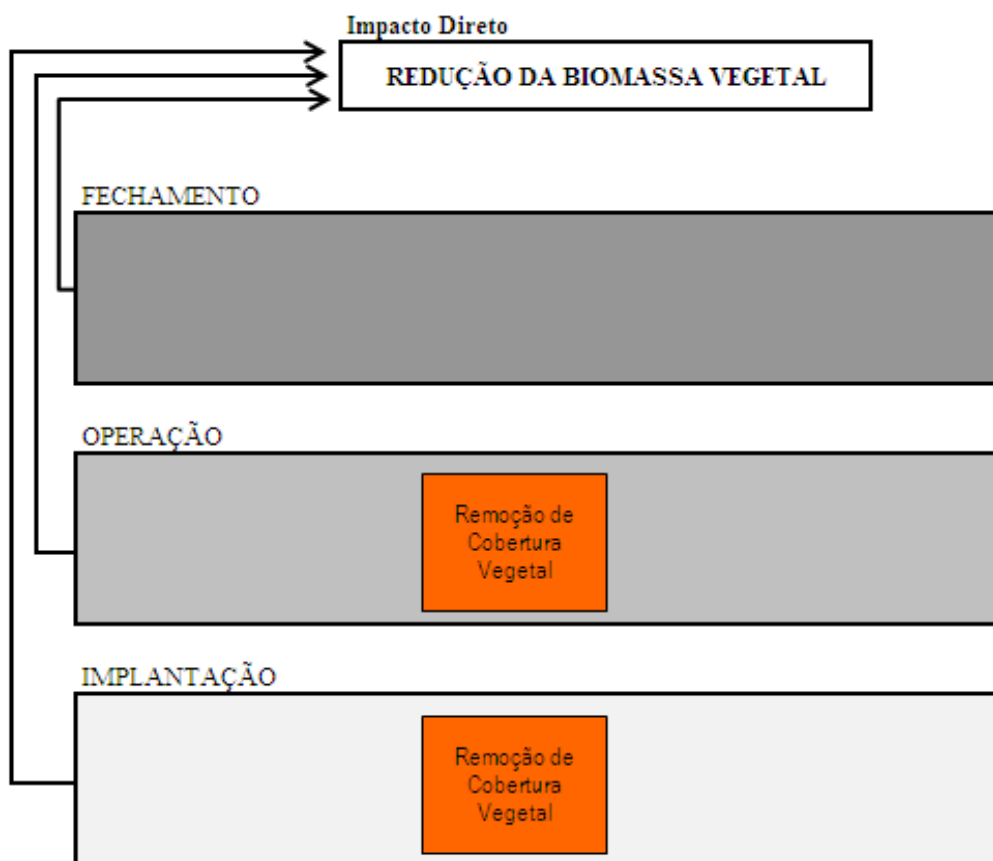 Impacto Direto
REDUÇÃO DA BIOMASSA VEGETAL
FECHAMENTO
OPERAÇÃO
Remoção de
Cobertura
Vegetal
IMPLANTAÇÃO
Remoção de
Cobertura
Vegetal